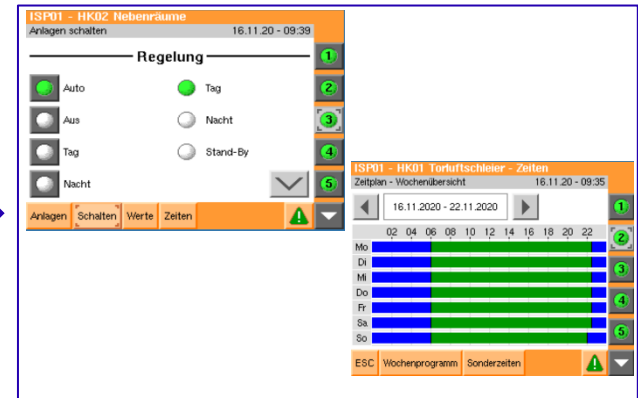 ISP01 - HK02 Nebenräume
Anlagen schalten 16.11.20 - 09:39
Regelung
Auto Tag
Aus Nacht
Tag Stand-By
Nacht
1
2
3
4
5
Anlagen Schalten Werte Zeiten
ISP01 - HK01 Torluftschleier - Zeiten
Zeitplan - Wochenübersicht 16.11.20 - 09:35
16.11.2020 - 22.11.2020
02 04 06 08 10 12 14 16 18 20 22
Mo
Di
Mi
Do
Fr
Sa
So
1
2
3
4
5
ESC Wochenprogramm Sonderzeiten